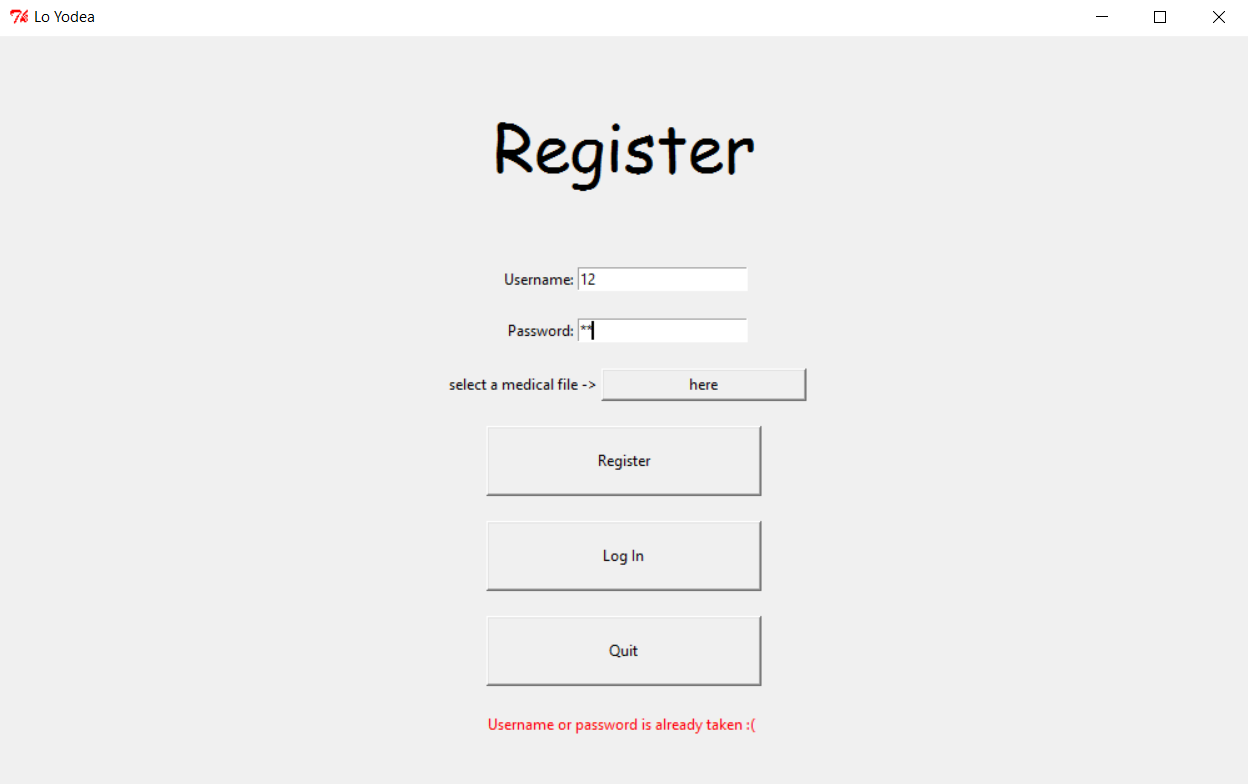 Lo Yodea
Register
Username: 12
Password: **
select a medical file -> here
Register
Log In
Quit
Username or password is already taken :(